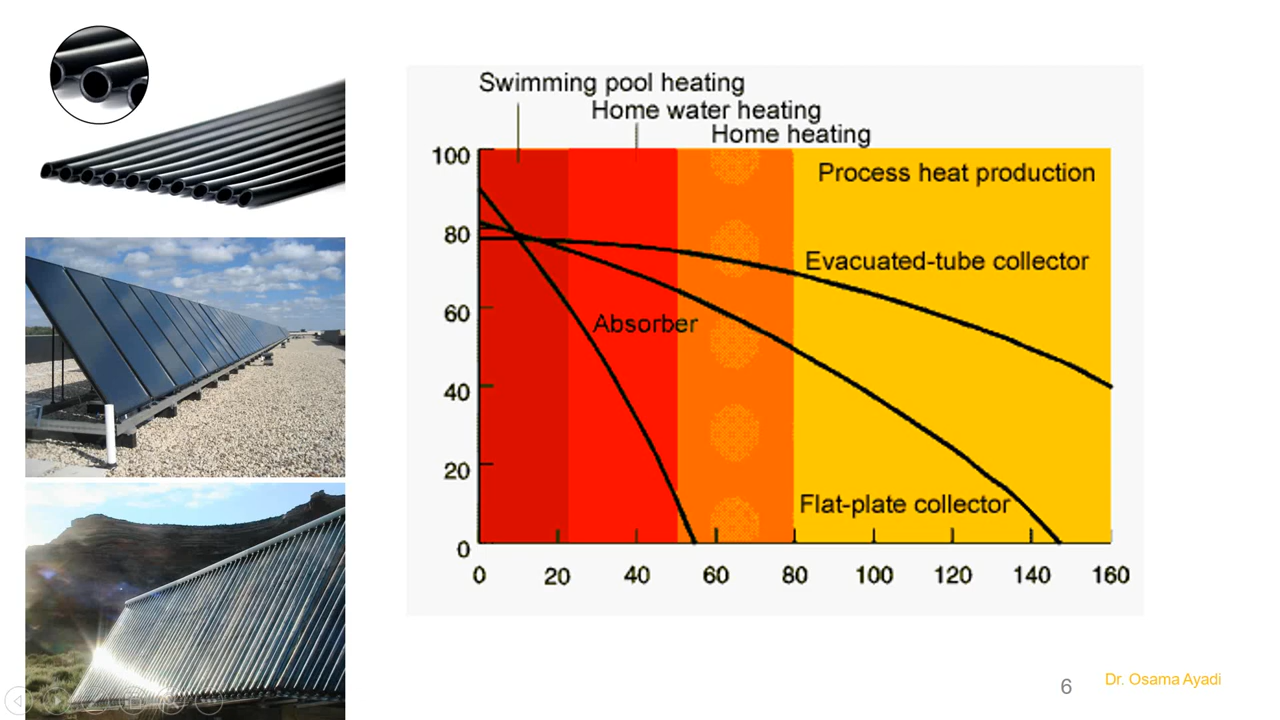 Swimming pool heating
Home water heating
Home heating
Process heat production
Evacuated-tube collector
Absorber
Flat-plate collector
100
80
60
40
20
0
0 20 40 60 80 100 120 140 160
6
Dr. Osama Ayadi